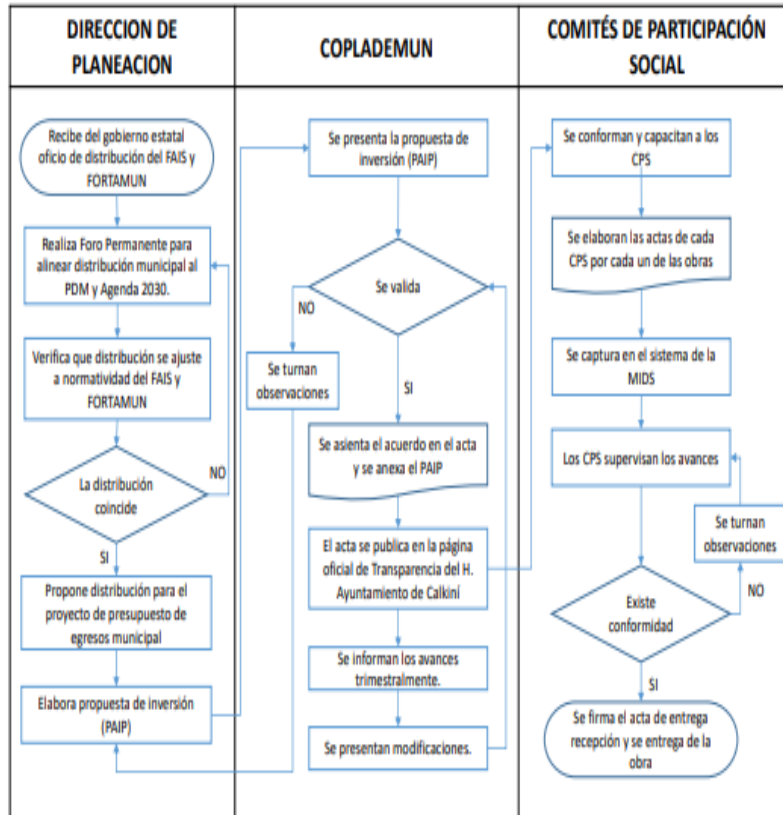 DIRECCION DE
PLANEACION
Recibe del gobierno estatal
oficio de distribución del FAIS y
FORTAMUN
Realiza Foro Permanente para
alinear distribución municipal al
PDM y Agenda 2030.
Verifica que distribución se ajuste
a normatividad del FAIS y
FORTAMUN
La distribución
coincide
NO
SI
Propone distribución para el
proyecto de presupuesto de
egresos municipal
Elabora propuesta de inversión
(PAIP)
COPLADEMUN
Se presenta la propuesta de
inversión (PAIP)
Se valida
NO
Se turnan
observaciones
SI
Se asienta el acuerdo en el acta
y se anexa el PAIP
El acta se publica en la página
oficial de Transparencia del H.
Ayuntamiento de Calkiní
Se informan los avances
trimestralmente.
Se presentan modificaciones.
COMITÉS DE PARTICIPACIÓN
SOCIAL
Se conforman y capacitan a los
CPS
Se elaboran las actas de cada
CPS por cada un de las obras
Se captura en el sistema de la
MIDS
Los CPS supervisan los avances
Se turnan
observaciones
Existe
conformidad
NO
SI
Se firma el acta de entrega
recepción y se entrega de la
obra